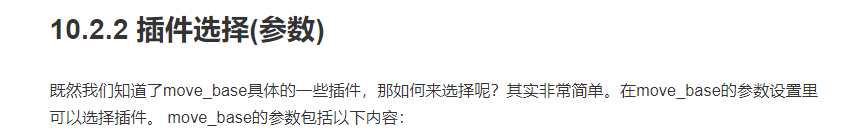 10.2.2 插件选择(参数)
既然我们知道了move_base具体的一些插件，那如何来选择呢？其实非常简单。在move_base的参数设置里
可以选择插件。 move_base的参数包括以下内容：